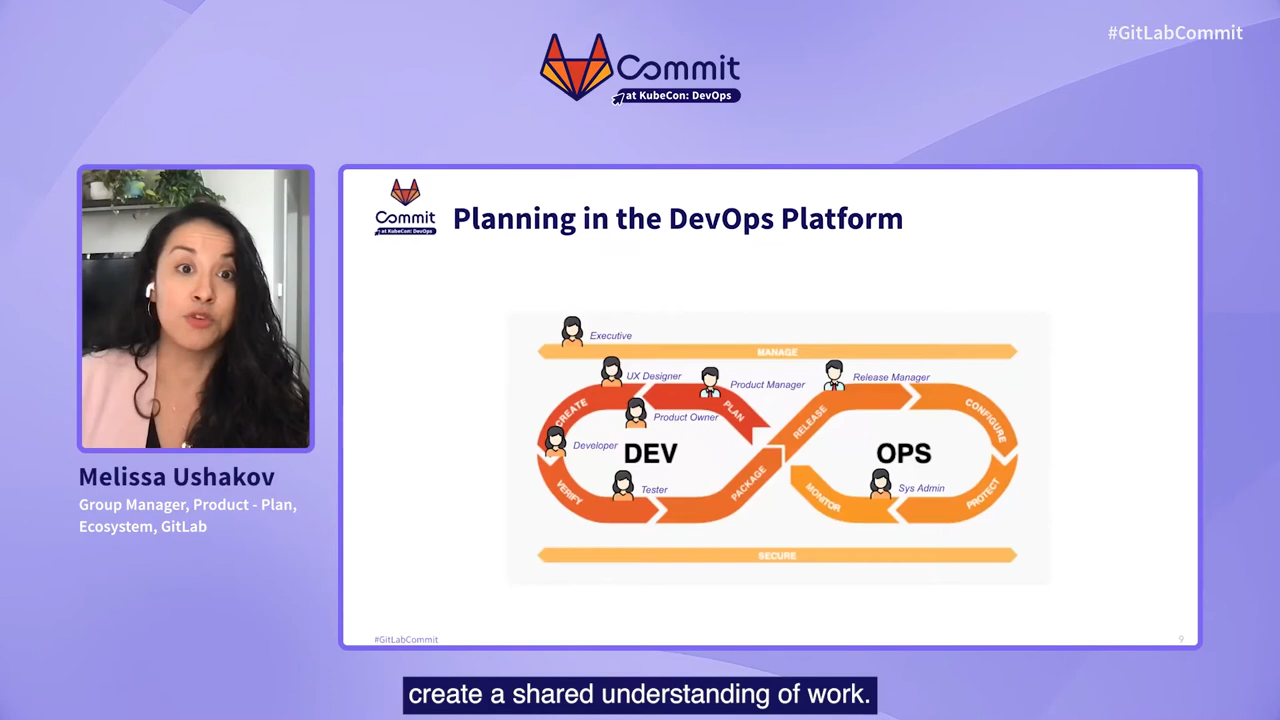 #GitLabCommit
Commit
at KubeCon: DevOps
Commit
at KubeCon: DevOps
Planning in the DevOps Platform
Executive
MANAGE
UX Designer
Product Manager
Release Manager
CREATE
PLAN
Product Owner
RELEASE
CONFIGURE
Developer
DEV
OPS
Tester
VERIFY
PACKAGE
MONITOR
Sys Admin
PROTECT
SECURE
Melissa Ushakov
Group Manager, Product - Plan,
Ecosystem, GitLab
#GitLabCommit
9
create a shared understanding of work.